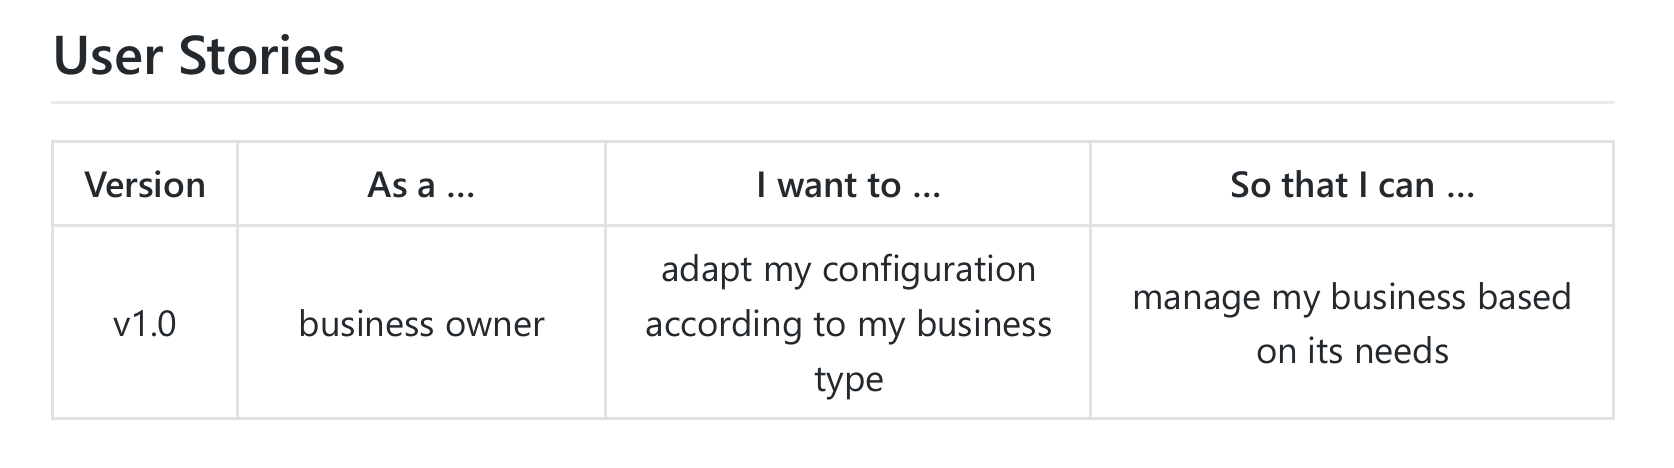 User Stories
Version
As a ...
I want to ...
So that I can ...
v1.0
business owner
adapt my configuration
according to my business
type
manage my business based
on its needs